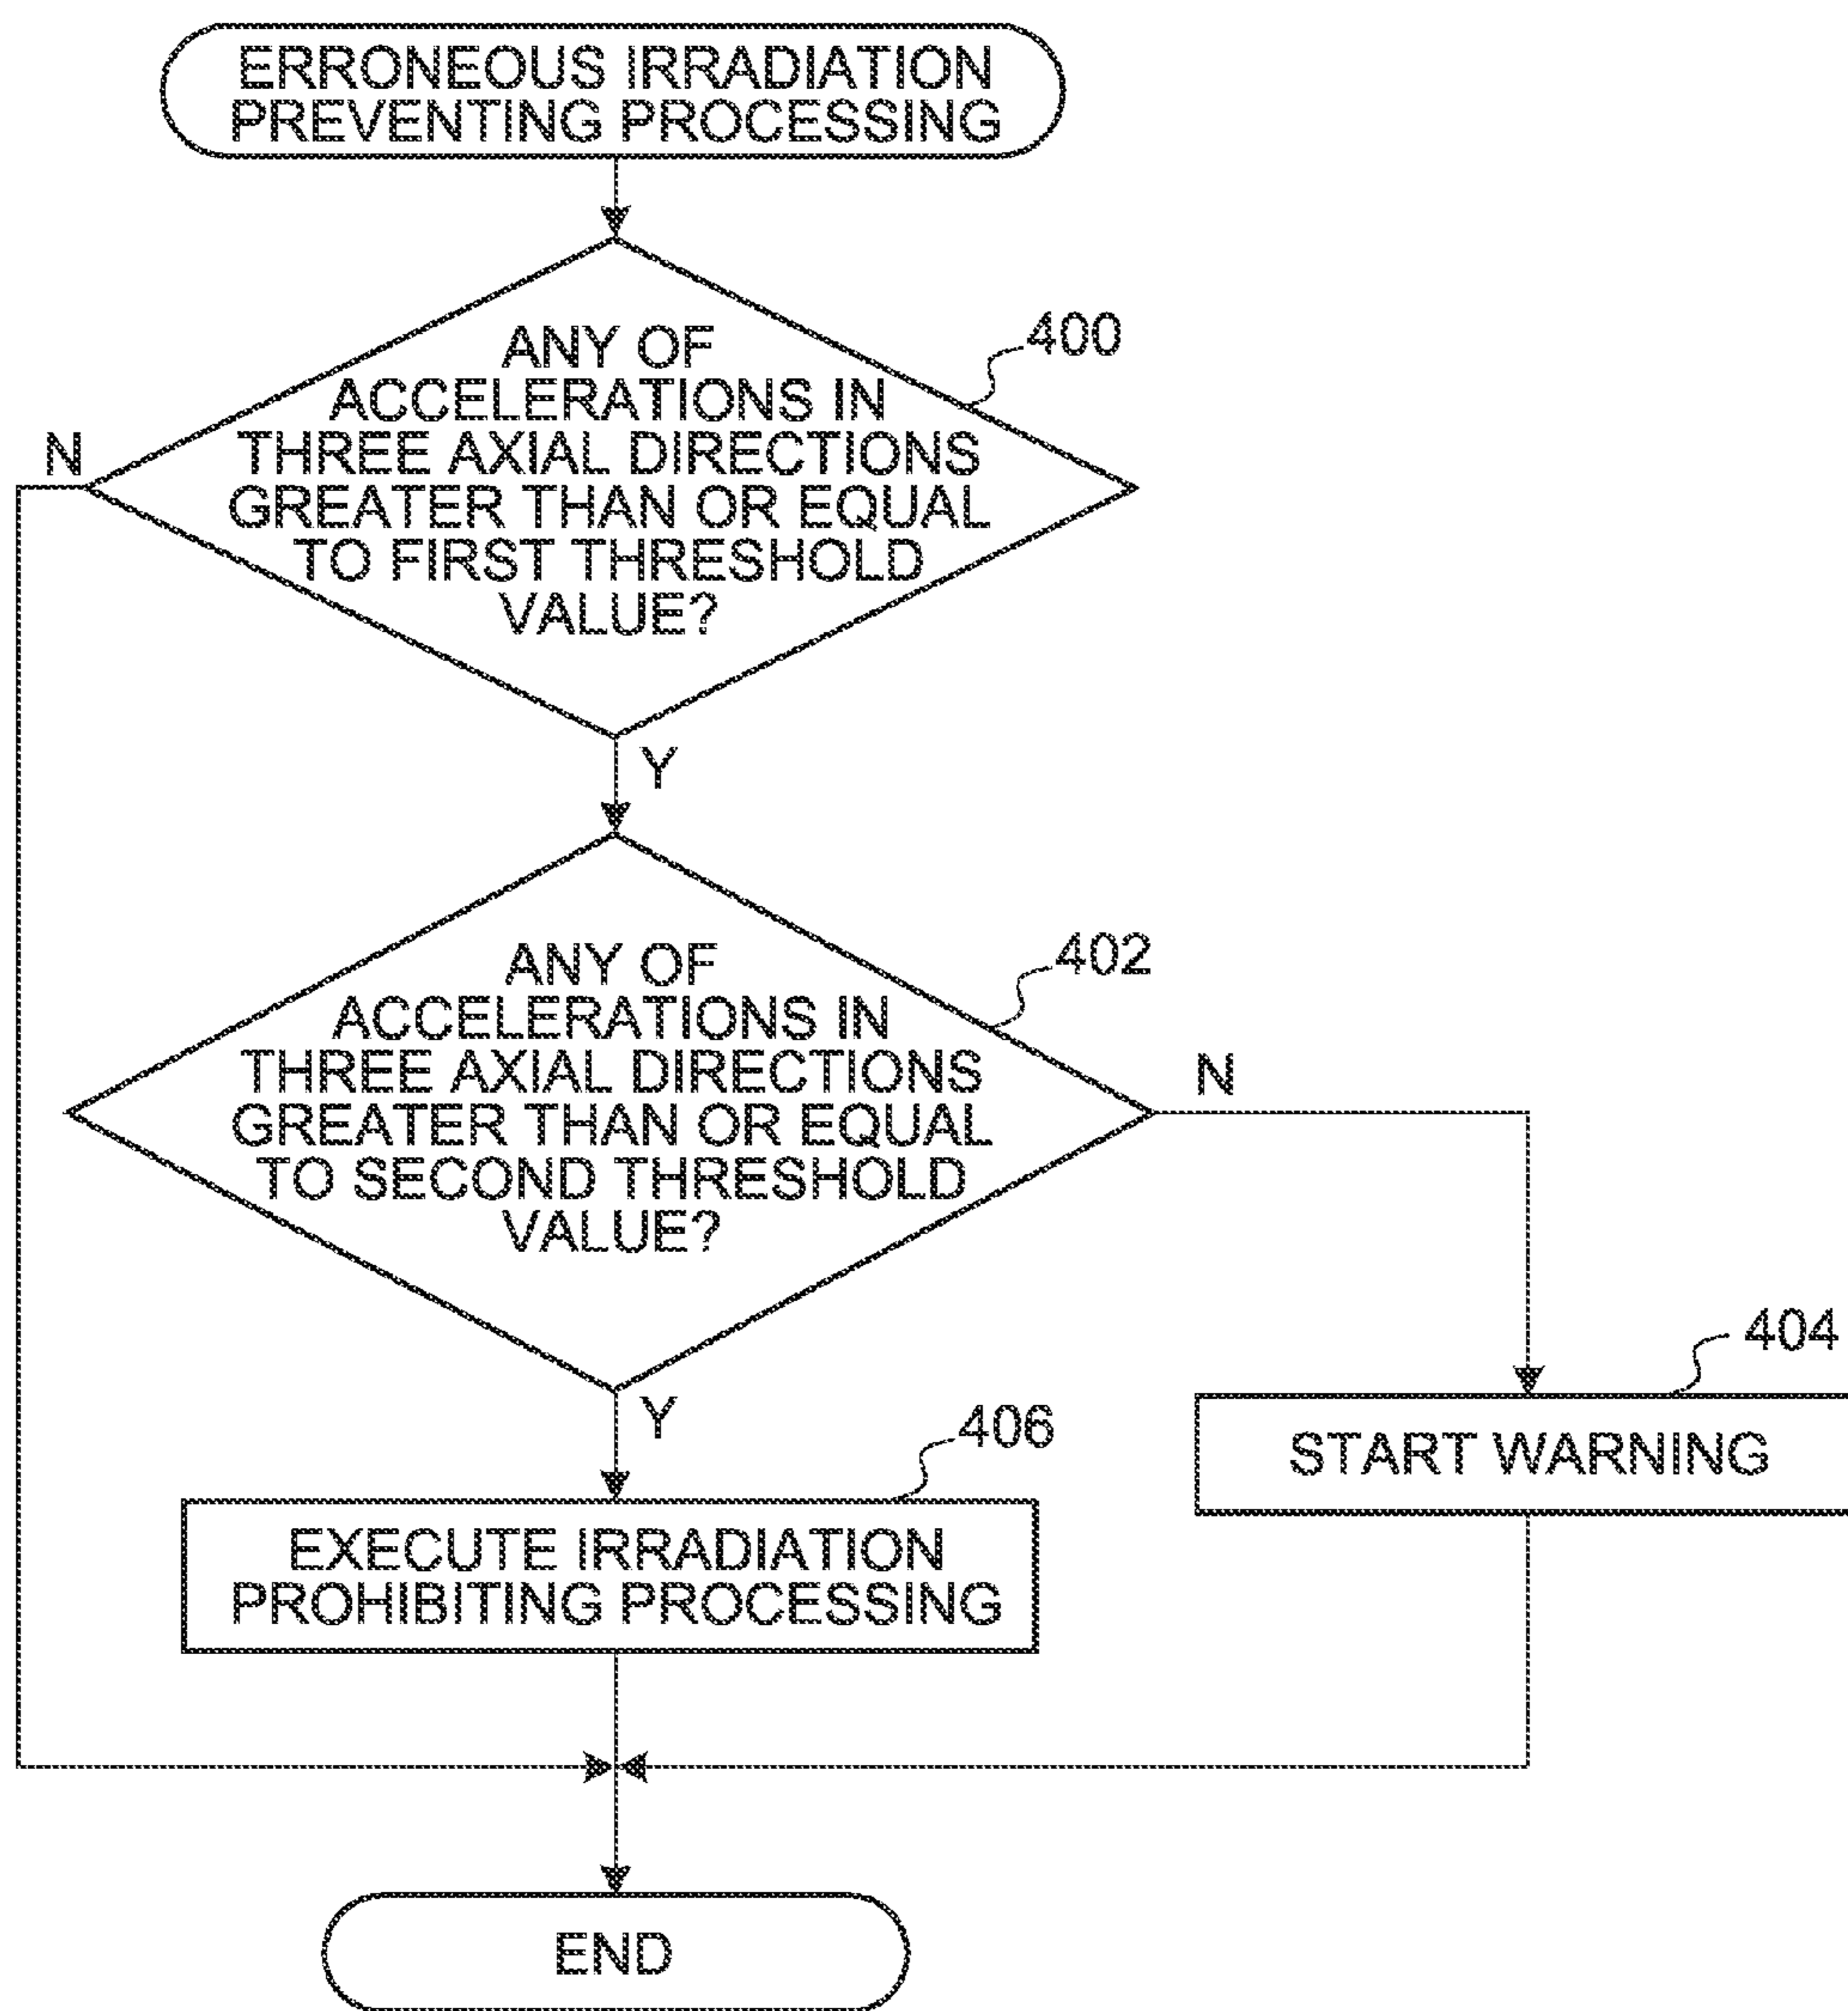 ERRONEOUS IRRADIATION
PREVENTING PROCESSING
400
ANY OF
ACCELERATIONS IN
THREE AXIAL DIRECTIONS
GREATER THAN OR EQUAL
TO FIRST THRESHOLD
VALUE?
N
Y
402
ANY OF
ACCELERATIONS IN
THREE AXIAL DIRECTIONS
GREATER THAN OR EQUAL
TO SECOND THRESHOLD
VALUE?
N
Y
404
START WARNING
406
EXECUTE IRRADIATION
PROHIBITING PROCESSING
END